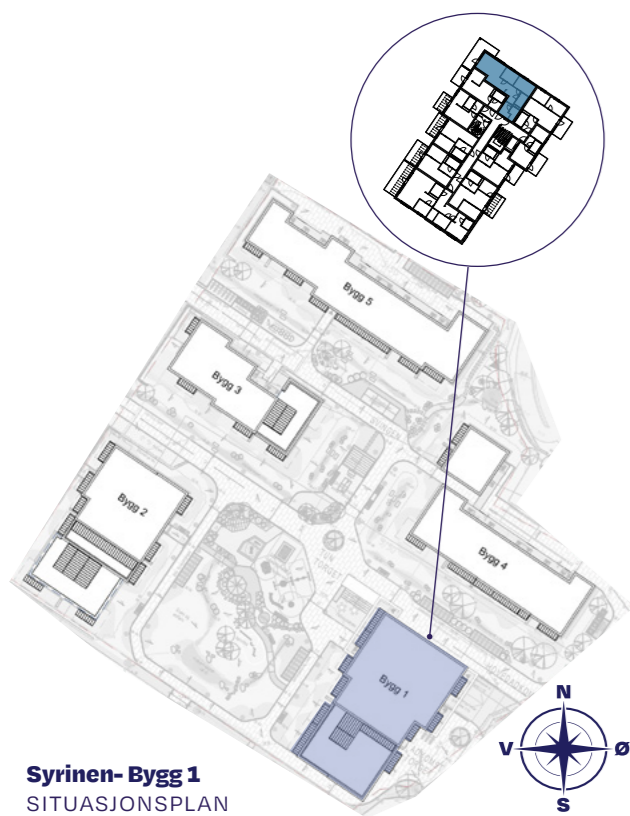 Bygg 5
Bygg 3
Bygg 2
Bygg 4
Bygg 1
N
V
Ø
S
Syrinen- Bygg 1
SITUASJONSPLAN